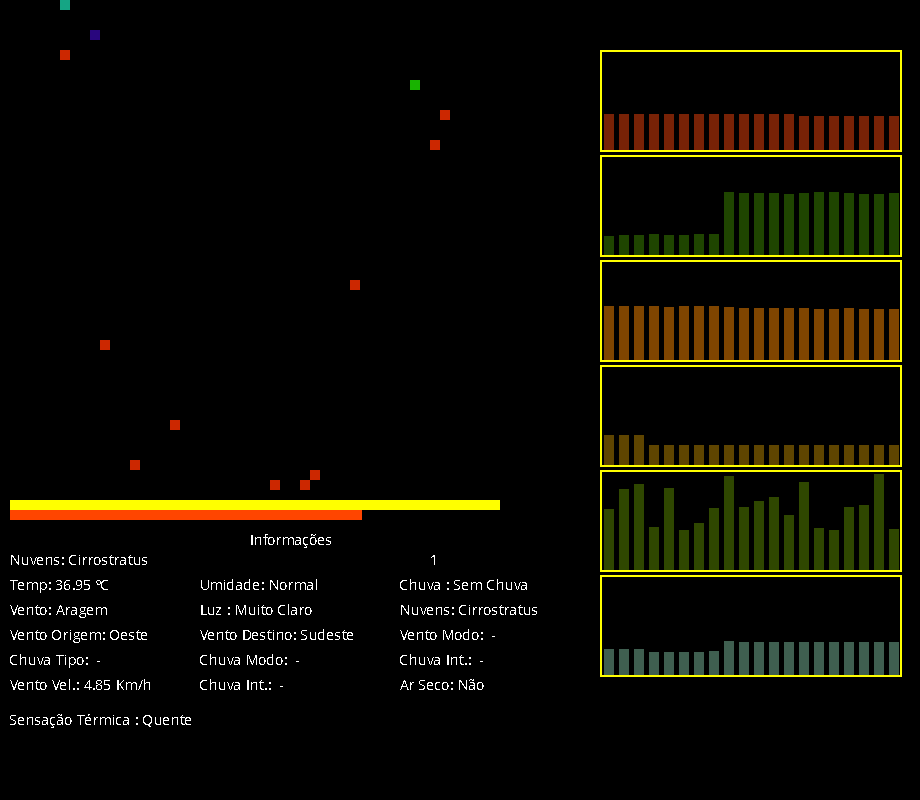 Informações
Nuvens: Cirrostratus 1
Temp: 36.95 ºC Umidade: Normal Chuva : Sem Chuva
Vento: Aragem Luz : Muito Claro Nuvens: Cirrostratus
Vento Origem: Oeste Vento Destino: Sudeste Vento Modo: -
Chuva Tipo: - Chuva Modo: - Chuva Int.: -
Vento Vel.: 4.85 Km/h Chuva Int.: - Ar Seco: Não
Sensação Térmica : Quente